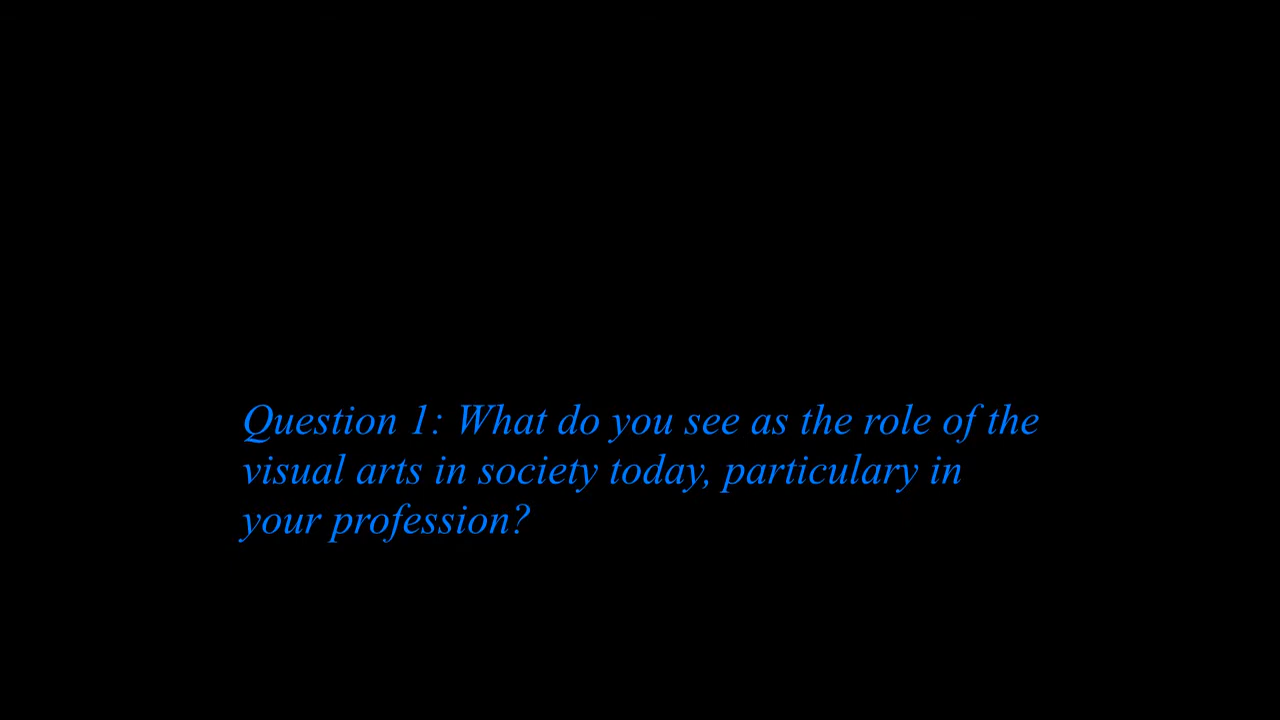 Question 1: What do you see as the role of the
visual arts in society today, particulary in
your profession?